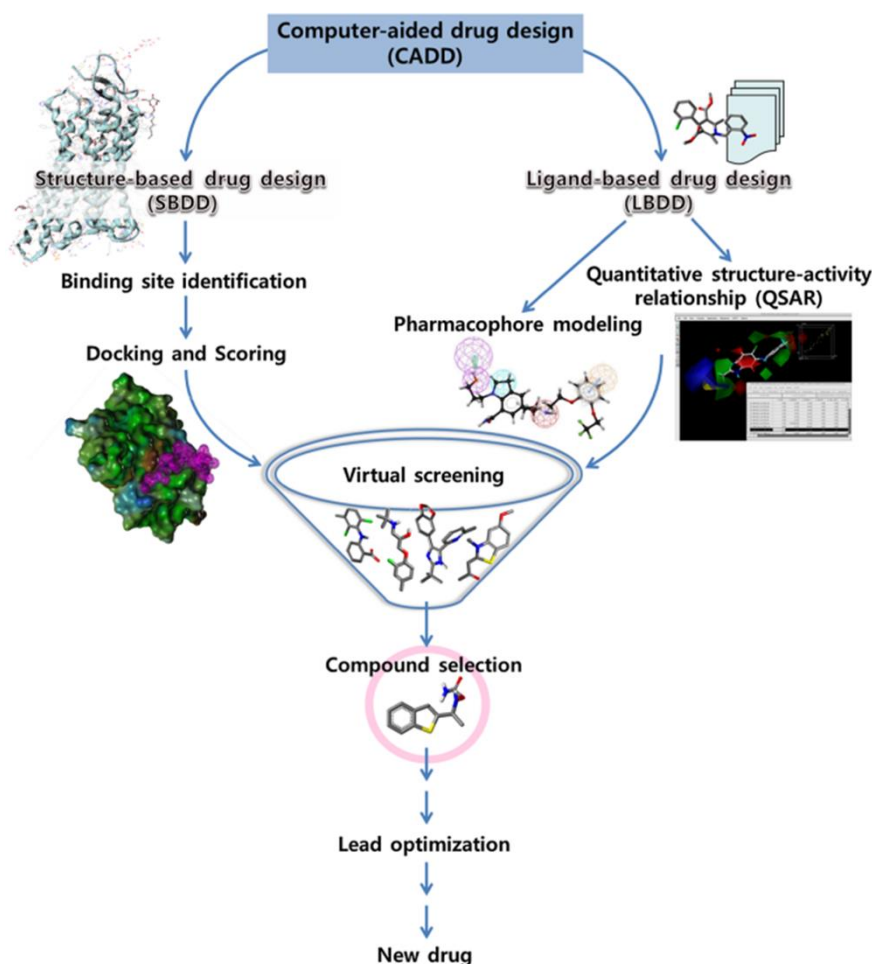 Computer-aided drug design
(CADD)
Structure-based drug design
(SBDD)
Ligand-based drug design
(LBDD)
Binding site identification
Quantitative structure-activity
relationship (QSAR)
Pharmacophore modeling
Docking and Scoring
Virtual screening
Compound selection
Lead optimization
New drug